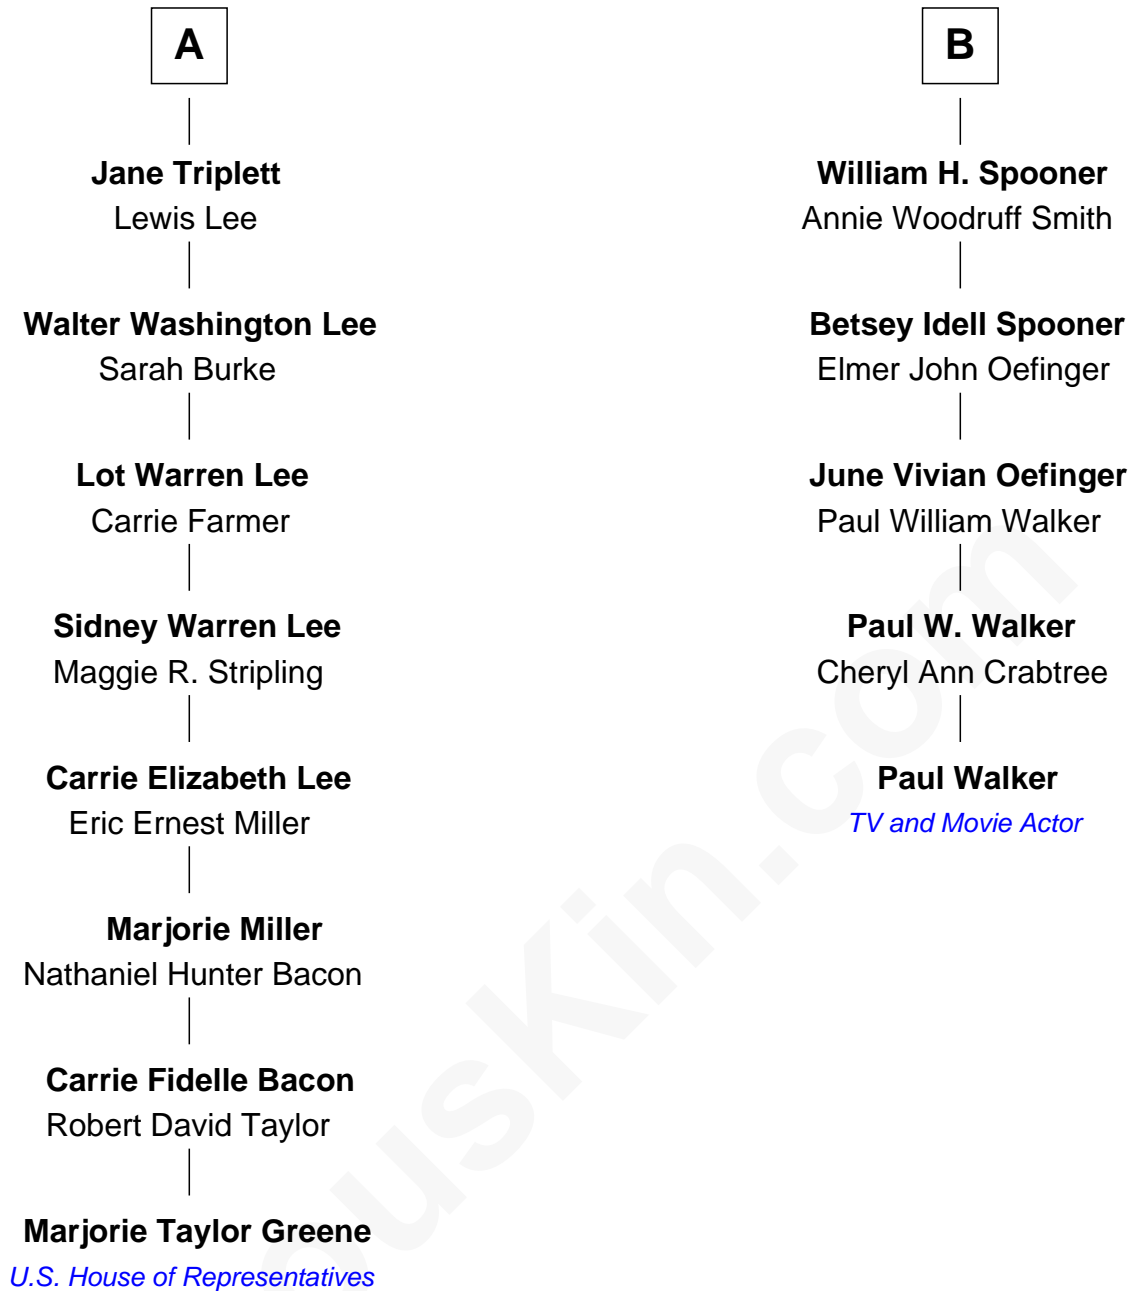 A
Jane Triplett
Lewis Lee
Walter Washington Lee
Sarah Burke
Lot Warren Lee
Carrie Farmer
Sidney Warren Lee
Maggie R. Stripling
Carrie Elizabeth Lee
Eric Ernest Miller
Marjorie Miller
Nathaniel Hunter Bacon
Carrie Fidelle Bacon
Robert David Taylor
Marjorie Taylor Greene
U.S. House of Representatives
B
William H. Spooner
Annie Woodruff Smith
Betsey Idell Spooner
Elmer John Oefinger
June Vivian Oefinger
Paul William Walker
Paul W. Walker
Cheryl Ann Crabtree
Paul Walker
TV and Movie Actor
ousKin.com